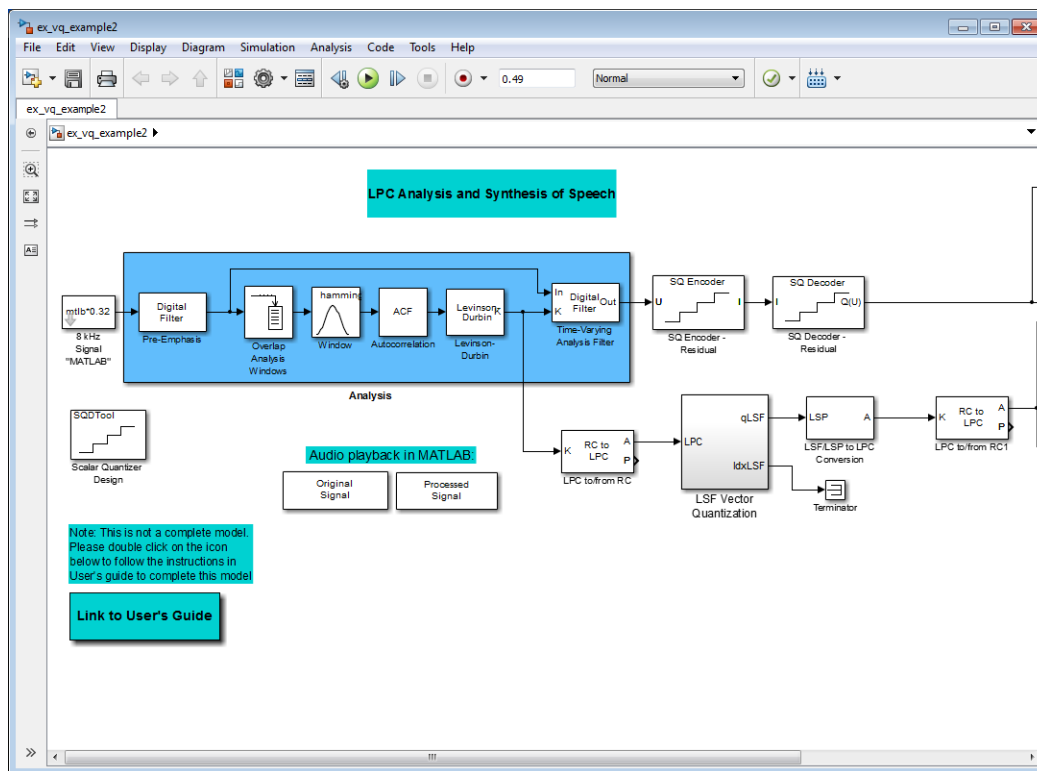 ex_vq_example2
File Edit View Display Diagram Simulation Analysis Code Tools Help
0.49
Normal
ex_vq_example2
ex_vq_example2
LPC Analysis and Synthesis of Speech
mtlb*0.32
8 kHz
Signal
"MATLAB"
Digital
Filter
Pre-Emphasis
Overlap
Analysis
Windows
hamming
Window
ACF
Autocorrelation
Levinson
Durbin
K
Levinson-
Durbin
In
K
Digital
Filter
Out
Time-Varying
Analysis Filter
Analysis
SQ Encoder
U
I
SQ Encoder -
Residual
SQ Decoder
I
Q(U)
SQ Decoder -
Residual
SQDTool
Scalar Quantizer
Design
Audio playback in MATLAB:
Original
Signal
Processed
Signal
K
RC to
LPC
A
P
LPC to/from RC
LPC
qLSF
IdxLSF
LSF Vector
Quantization
LSP
A
LSF/LSP to LPC
Conversion
Terminator
K
RC to
LPC
A
P
LPC to/from RC1
Note: This is not a complete model.
Please double click on the icon
below to follow the instructions in
User's guide to complete this model
Link to User's Guide